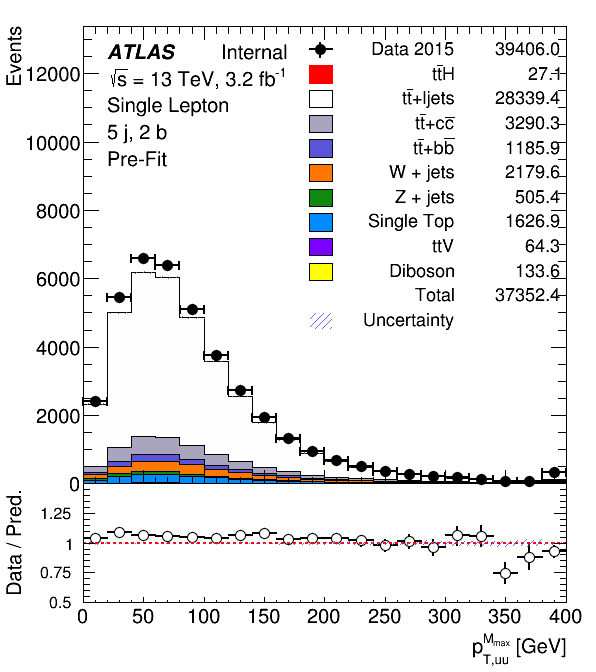 Events
ATLAS Internal
√s = 13 TeV, 3.2 fb⁻¹
Single Lepton
5 j, 2 b
Pre-Fit
Data 2015 39406.0
tt̄H 27.1
tt̄+ljets 28339.4
tt̄+cc̄ 3290.3
tt̄+bb̄ 1185.9
W + jets 2179.6
Z + jets 505.4
Single Top 1626.9
ttV 64.3
Diboson 133.6
Total 37352.4
Uncertainty
12000
10000
8000
6000
4000
2000
0
Data / Pred.
1.25
1
0.75
0.5
0 50 100 150 200 250 300 350 400
p_{T,uu}^{M_{max}} [GeV]